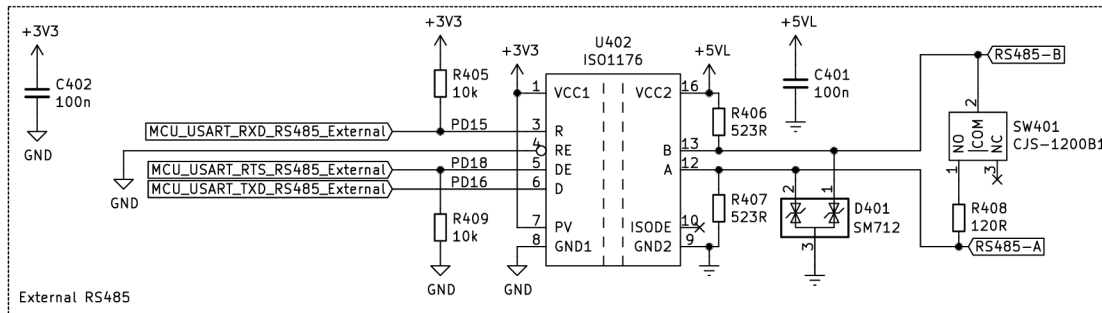 +3V3
C402
100n
GND
+3V3
R405
10k
MCU_USART_RXD_RS485_External
PD15
MCU_USART_RTS_RS485_External
PD18
MCU_USART_TXD_RS485_External
PD16
GND
R409
10k
GND
+3V3
U402
ISO1176
1
VCC1
3
R
4
RE
5
DE
6
D
7
PV
8
GND1
GND
VCC2
16
B
13
A
12
ISODE
10
GND2
9
+5VL
R406
523R
R407
523R
+5VL
C401
100n
2
1
D401
SM712
3
RS485-B
2
NO
COM
NC
SW401
CJS-1200B1
1
3
R408
120R
RS485-A
External RS485